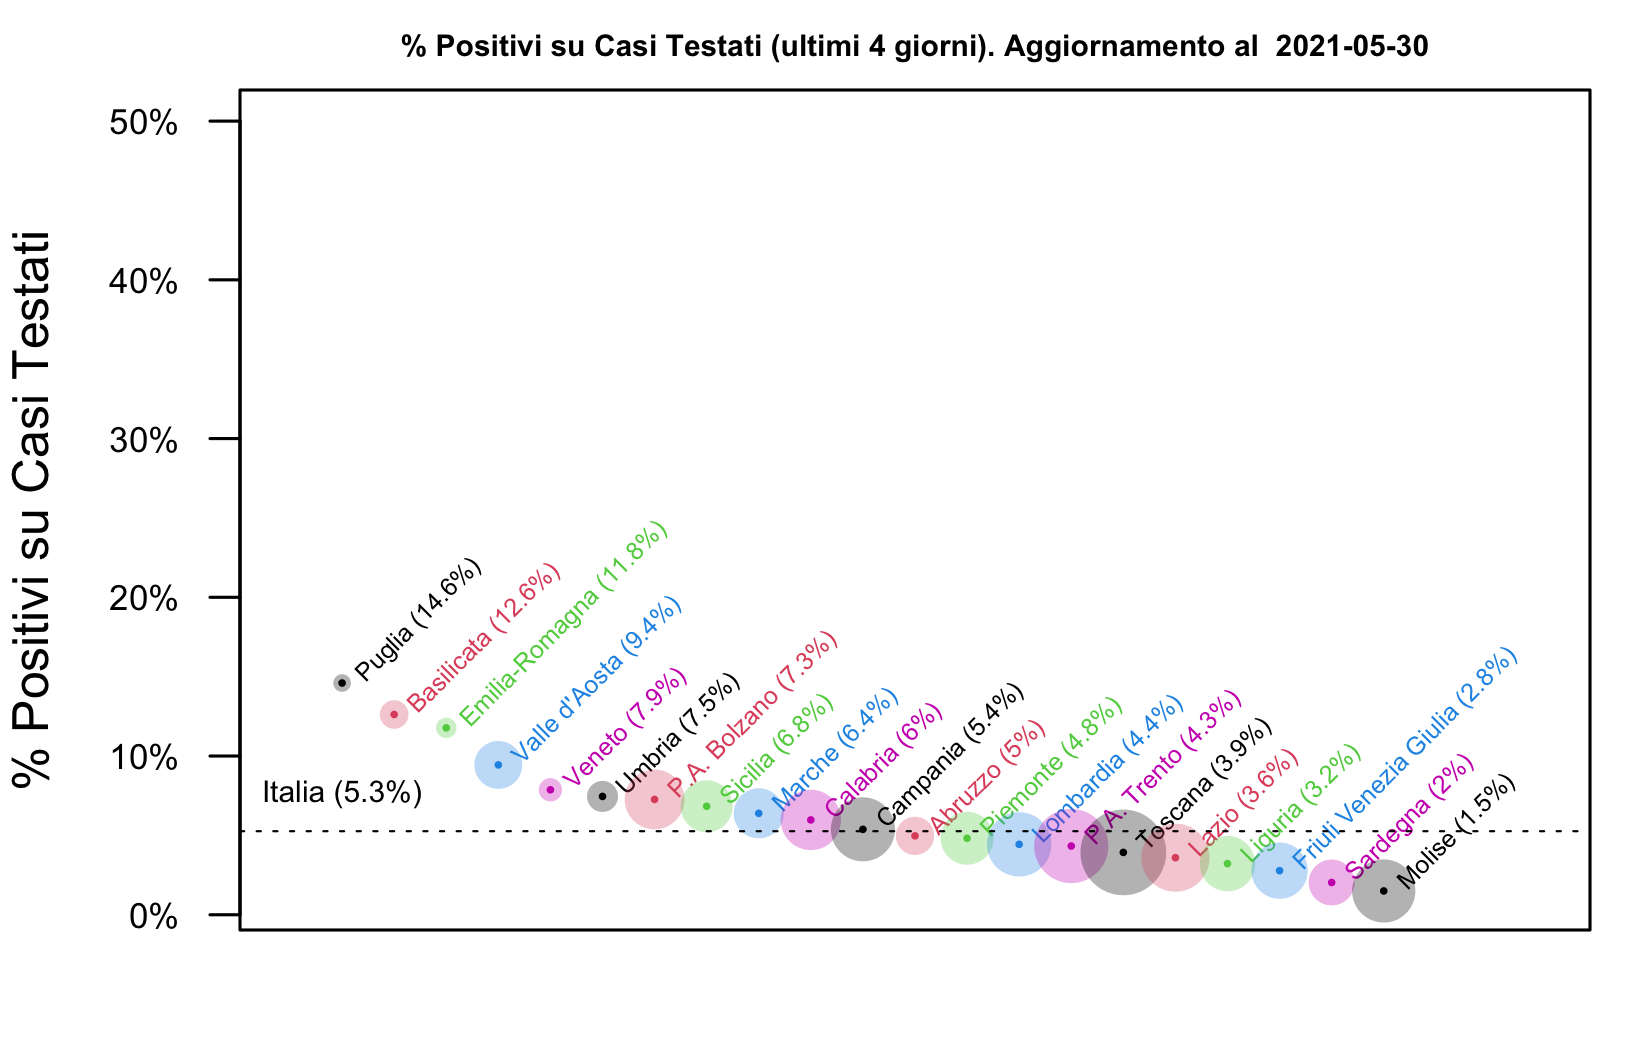 % Positivi su Casi Testati (ultimi 4 giorni). Aggiornamento al  2021-05-30
% Positivi su Casi Testati
50%
40%
30%
20%
10%
0%
Italia (5.3%)
Puglia (14.6%)
Basilicata (12.6%)
Emilia-Romagna (11.8%)
Valle d'Aosta (9.4%)
Veneto (7.9%)
Umbria (7.5%)
P.A. Bolzano (7.3%)
Sicilia (6.8%)
Marche (6.4%)
Calabria (6%)
Campania (5.4%)
Abruzzo (5%)
Piemonte (4.8%)
Lombardia (4.4%)
P.A. Trento (4.3%)
Toscana (3.9%)
Lazio (3.6%)
Liguria (3.2%)
Friuli Venezia Giulia (2.8%)
Sardegna (2%)
Molise (1.5%)